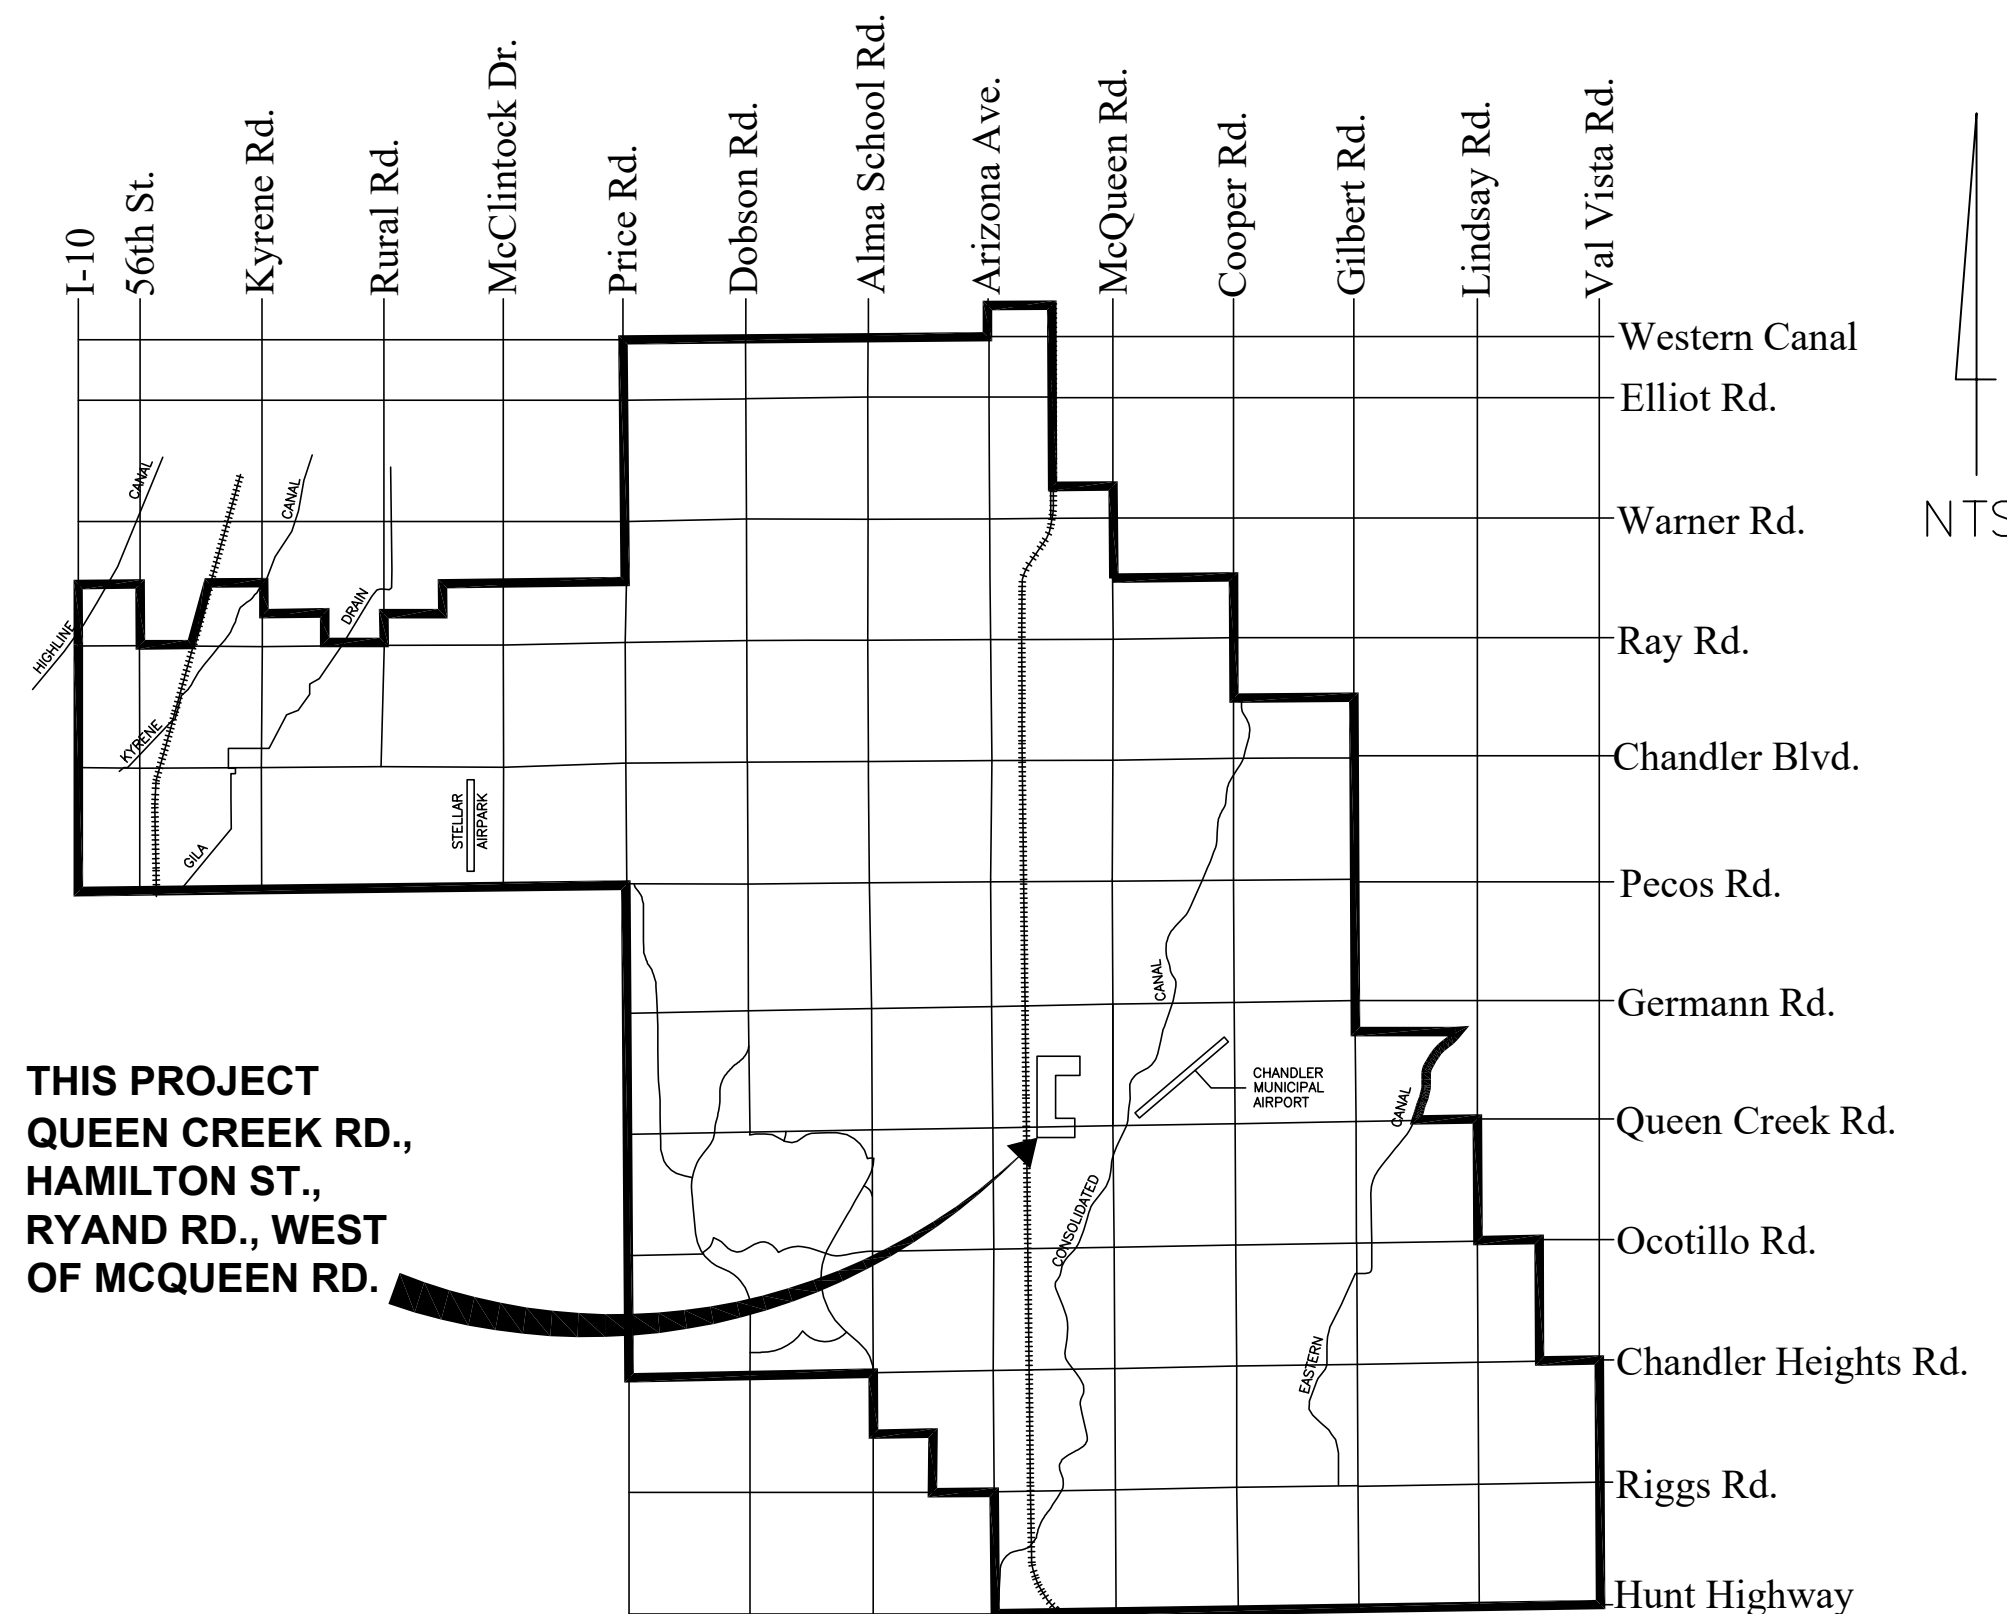 I-10
56th St.
Kyrene Rd.
Rural Rd.
McClintock Dr.
Price Rd.
Dobson Rd.
Alma School Rd.
Arizona Ave.
McQueen Rd.
Cooper Rd.
Gilbert Rd.
Lindsay Rd.
Val Vista Rd.
Western Canal
Elliot Rd.
Warner Rd.
Ray Rd.
Chandler Blvd.
Pecos Rd.
Germann Rd.
Queen Creek Rd.
Ocotillo Rd.
Chandler Heights Rd.
Riggs Rd.
Hunt Highway
NTS
HIGHLINE
CANAL
KYRENE
CANAL
GILA
DRAIN
STELLAR
AIRPARK
CONSOLIDATED
CANAL
CHANDLER
MUNICIPAL
AIRPORT
EASTERN
CANAL
THIS PROJECT
QUEEN CREEK RD.,
HAMILTON ST.,
RYAND RD., WEST
OF MCQUEEN RD.